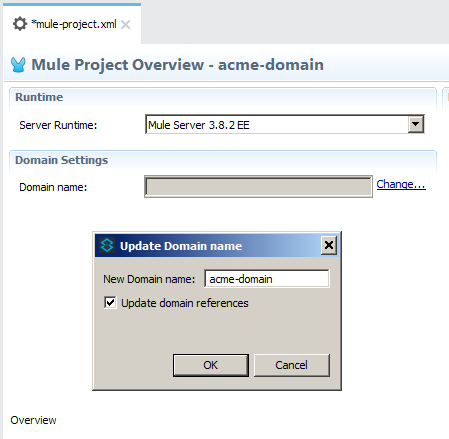 *mule-project.xml
Mule Project Overview - acme-domain
Runtime
Server Runtime:
Mule Server 3.8.2 EE
Domain Settings
Domain name:
Change...
Update Domain name
New Domain name:
acme-domain
Update domain references
OK
Cancel
Overview